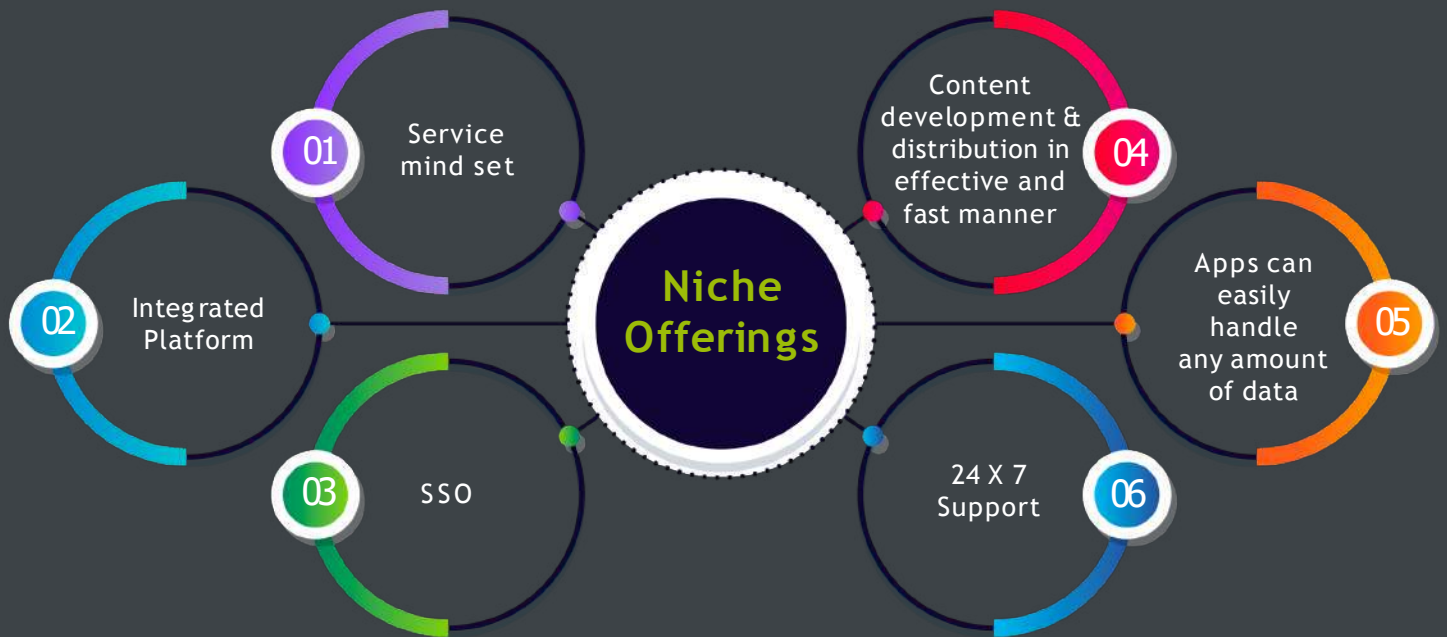 01
Service
mind set
02
Integrated
Platform
03
SSO
Niche
Offerings
Content
development &
distribution in
effective and
fast manner
04
Apps can
easily
handle
any amount
of data
05
24 X 7
Support
06